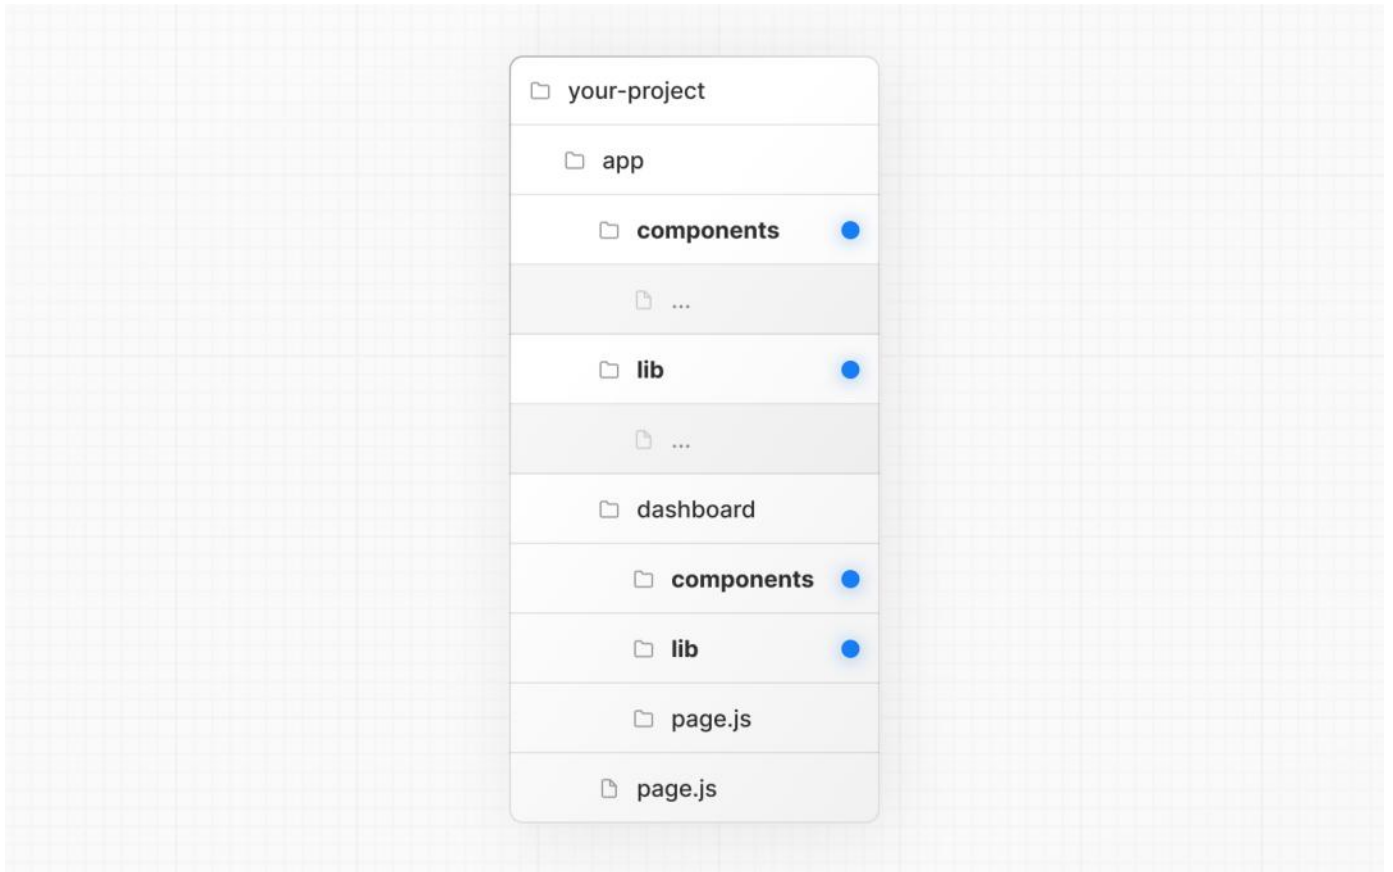 your-project
app
components
...
lib
...
dashboard
components
lib
page.js
page.js